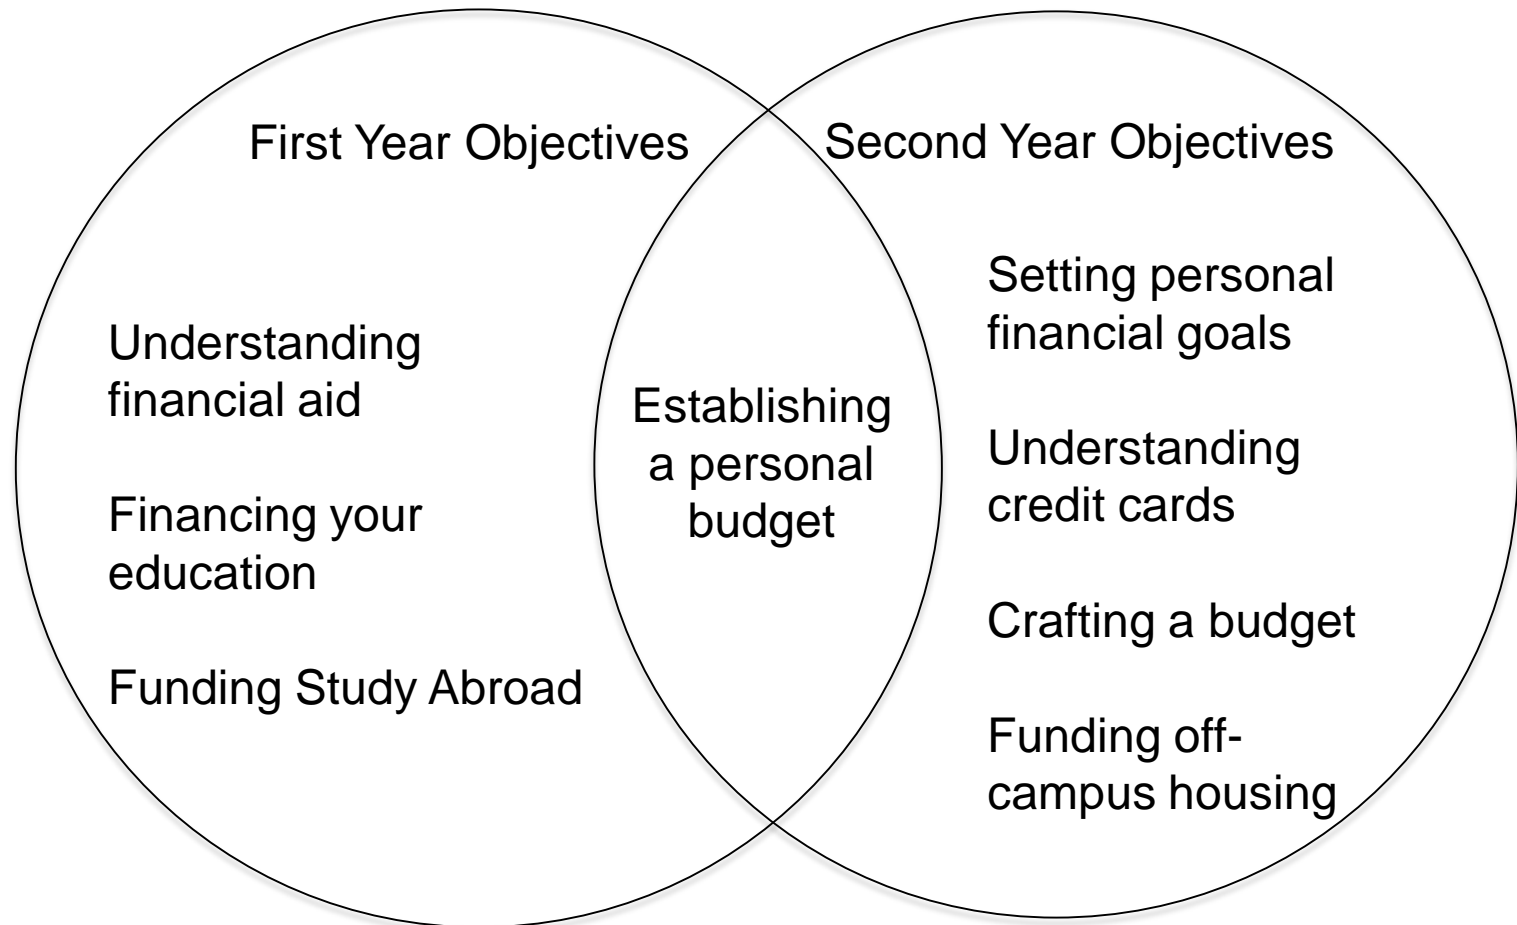 First Year Objectives
Understanding
financial aid
Financing your
education
Funding Study Abroad
Establishing
a personal
budget
Second Year Objectives
Setting personal
financial goals
Understanding
credit cards
Crafting a budget
Funding off-
campus housing